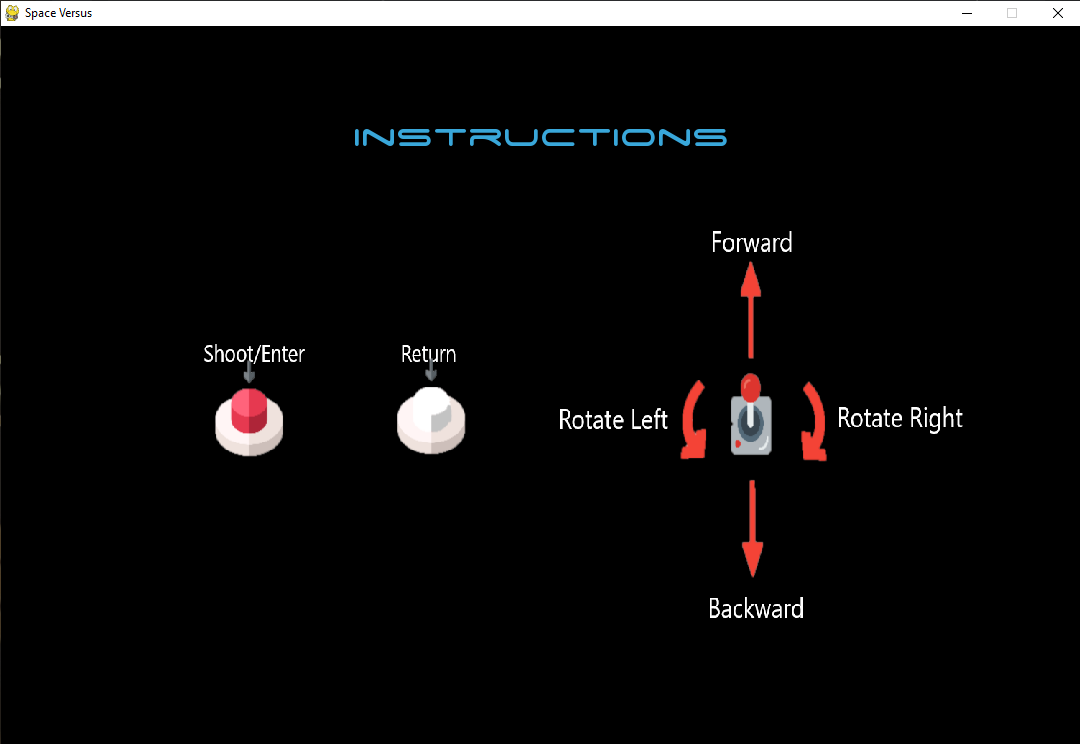 Space Versus
INSTRUCTIONS
Forward
Shoot/Enter
Return
Rotate Left
Rotate Right
Backward